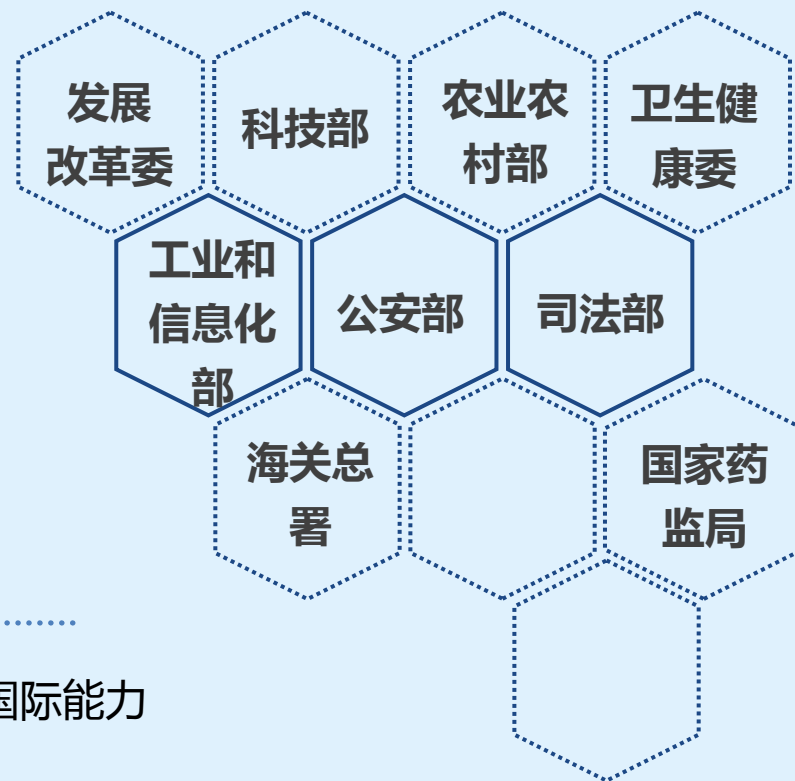 发展
改革委
科技部
农业农
村部
卫生健
康委
工业和
信息化
部
公安部
司法部
海关总
署
国家药
监局
国际能力